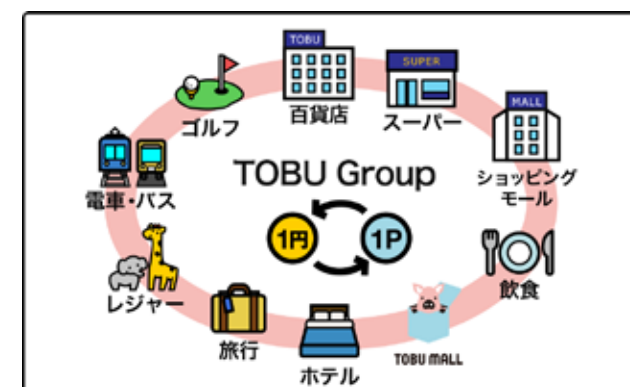 TOBU
百貨店
SUPER
スーパー
MALL
ショッピング
モール
ゴルフ
電車・バス
TOBU Group
1円
1P
飲食
レジャー
旅行
ホテル
TOBU MALL